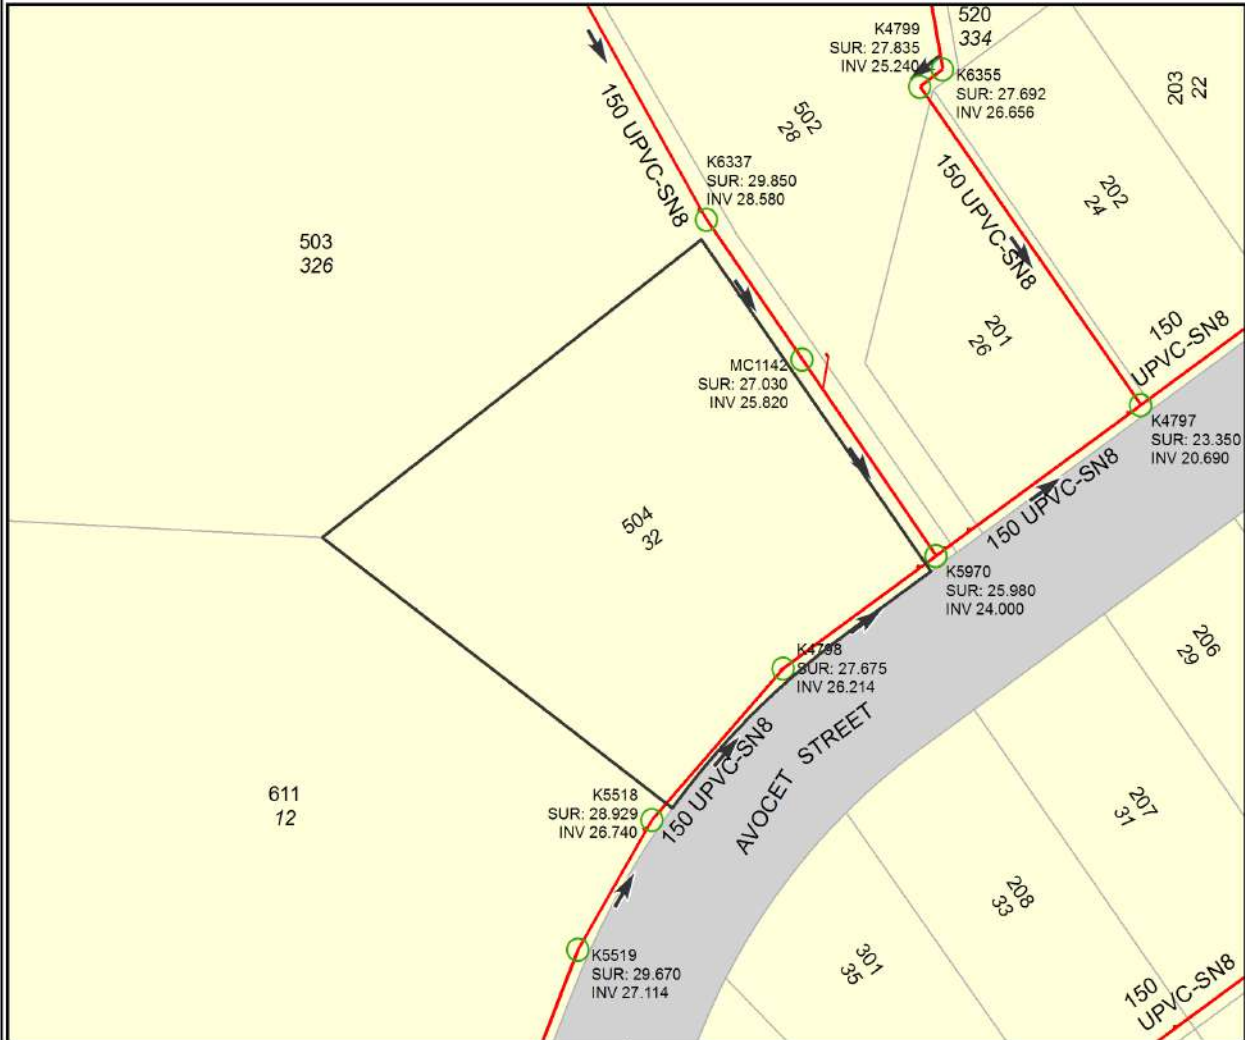 520
334
K4799
SUR: 27.835
INV 25.240
K6355
SUR: 27.692
INV 26.656
203
22
150 UPVC-SN8
502
28
K6337
SUR: 29.850
INV 28.580
150 UPVC-SN8
202
24
503
326
201
26
150
UPVC-SN8
MC1142
SUR: 27.030
INV 25.820
K4797
SUR: 23.350
INV 20.690
504
32
150 UPVC-SN8
K5970
SUR: 25.980
INV 24.000
K4798
SUR: 27.675
INV 26.214
206
29
AVOCET STREET
150 UPVC-SN8
611
12
K5518
SUR: 28.929
INV 26.740
207
31
208
33
K5519
SUR: 29.670
INV 27.114
301
35
150
UPVC-SN8